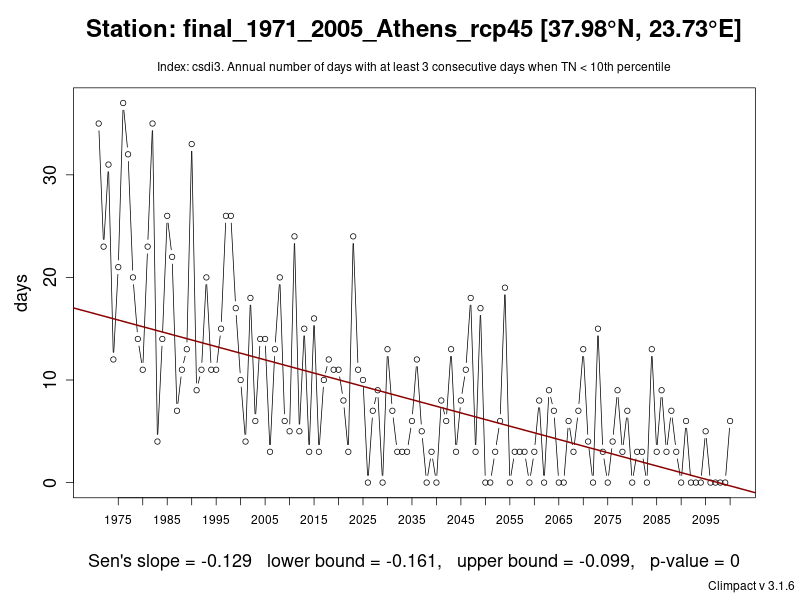 Station: final_1971_2005_Athens_rcp45 [37.98°N, 23.73°E]
Index: csdi3. Annual number of days with at least 3 consecutive days when TN < 10th percentile
days
30
20
10
0
1975 1985 1995 2005 2015 2025 2035 2045 2055 2065 2075 2085 2095
Sen's slope = -0.129 lower bound = -0.161, upper bound = -0.099, p-value = 0
Climpact v 3.1.6